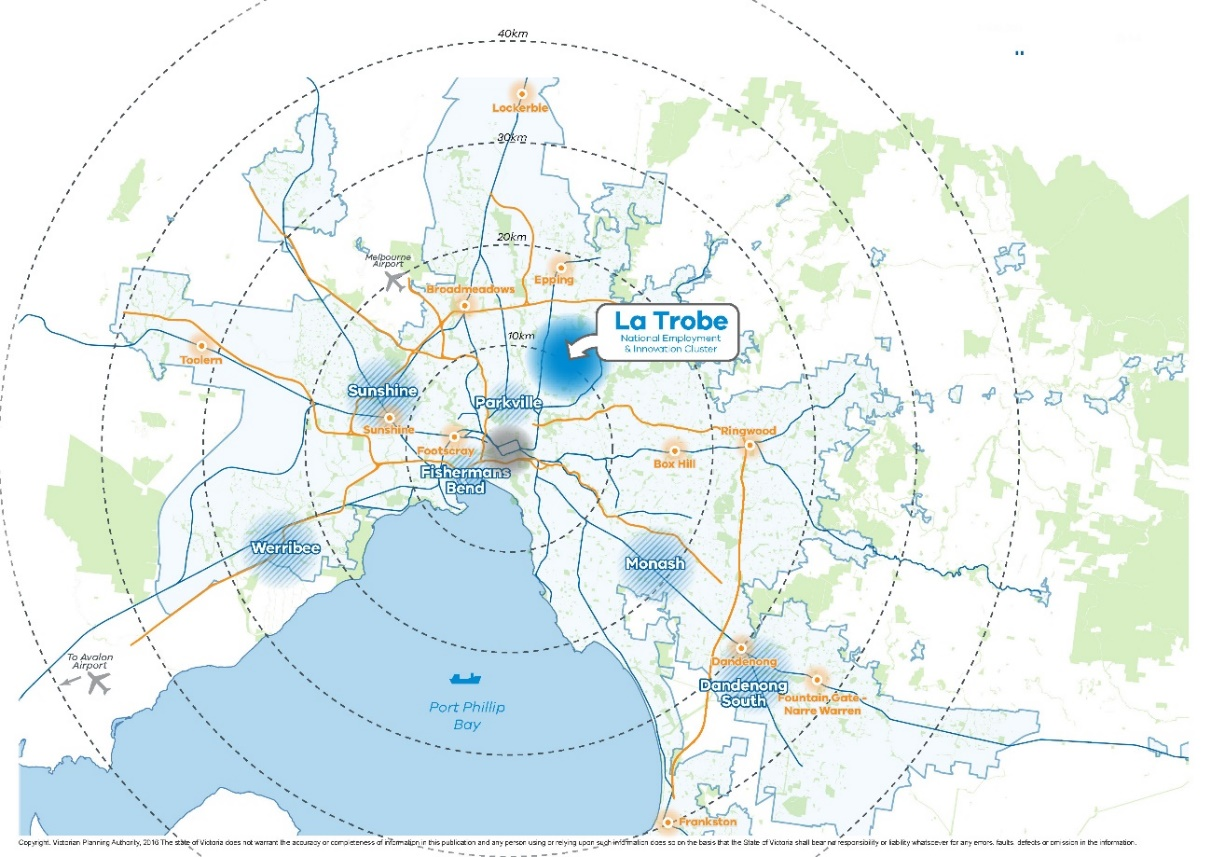 40km
Lockerbie
30km
20km
Melbourne
Airport
Epping
Broadmeadows
La Trobe
National Employment
& Innovation Cluster
10km
Toolern
Sunshine
Parkville
Sunshine
Footscray
Ringwood
Box Hill
Fishermans
Bend
Werribee
Monash
To Avalon
Airport
Dandenong
Dandenong
South
Fountain Gate -
Narre Warren
Port Phillip
Bay
Frankston
Copyright. Victorian Planning Authority, 2016 The state of Victoria does not warrant the accuracy or completeness of information in this publication and any person using or relying upon such information does so on the basis that the State of Victoria shall bear no responsibility or liability whatsoever for any errors, faults, defects or omission in the information.